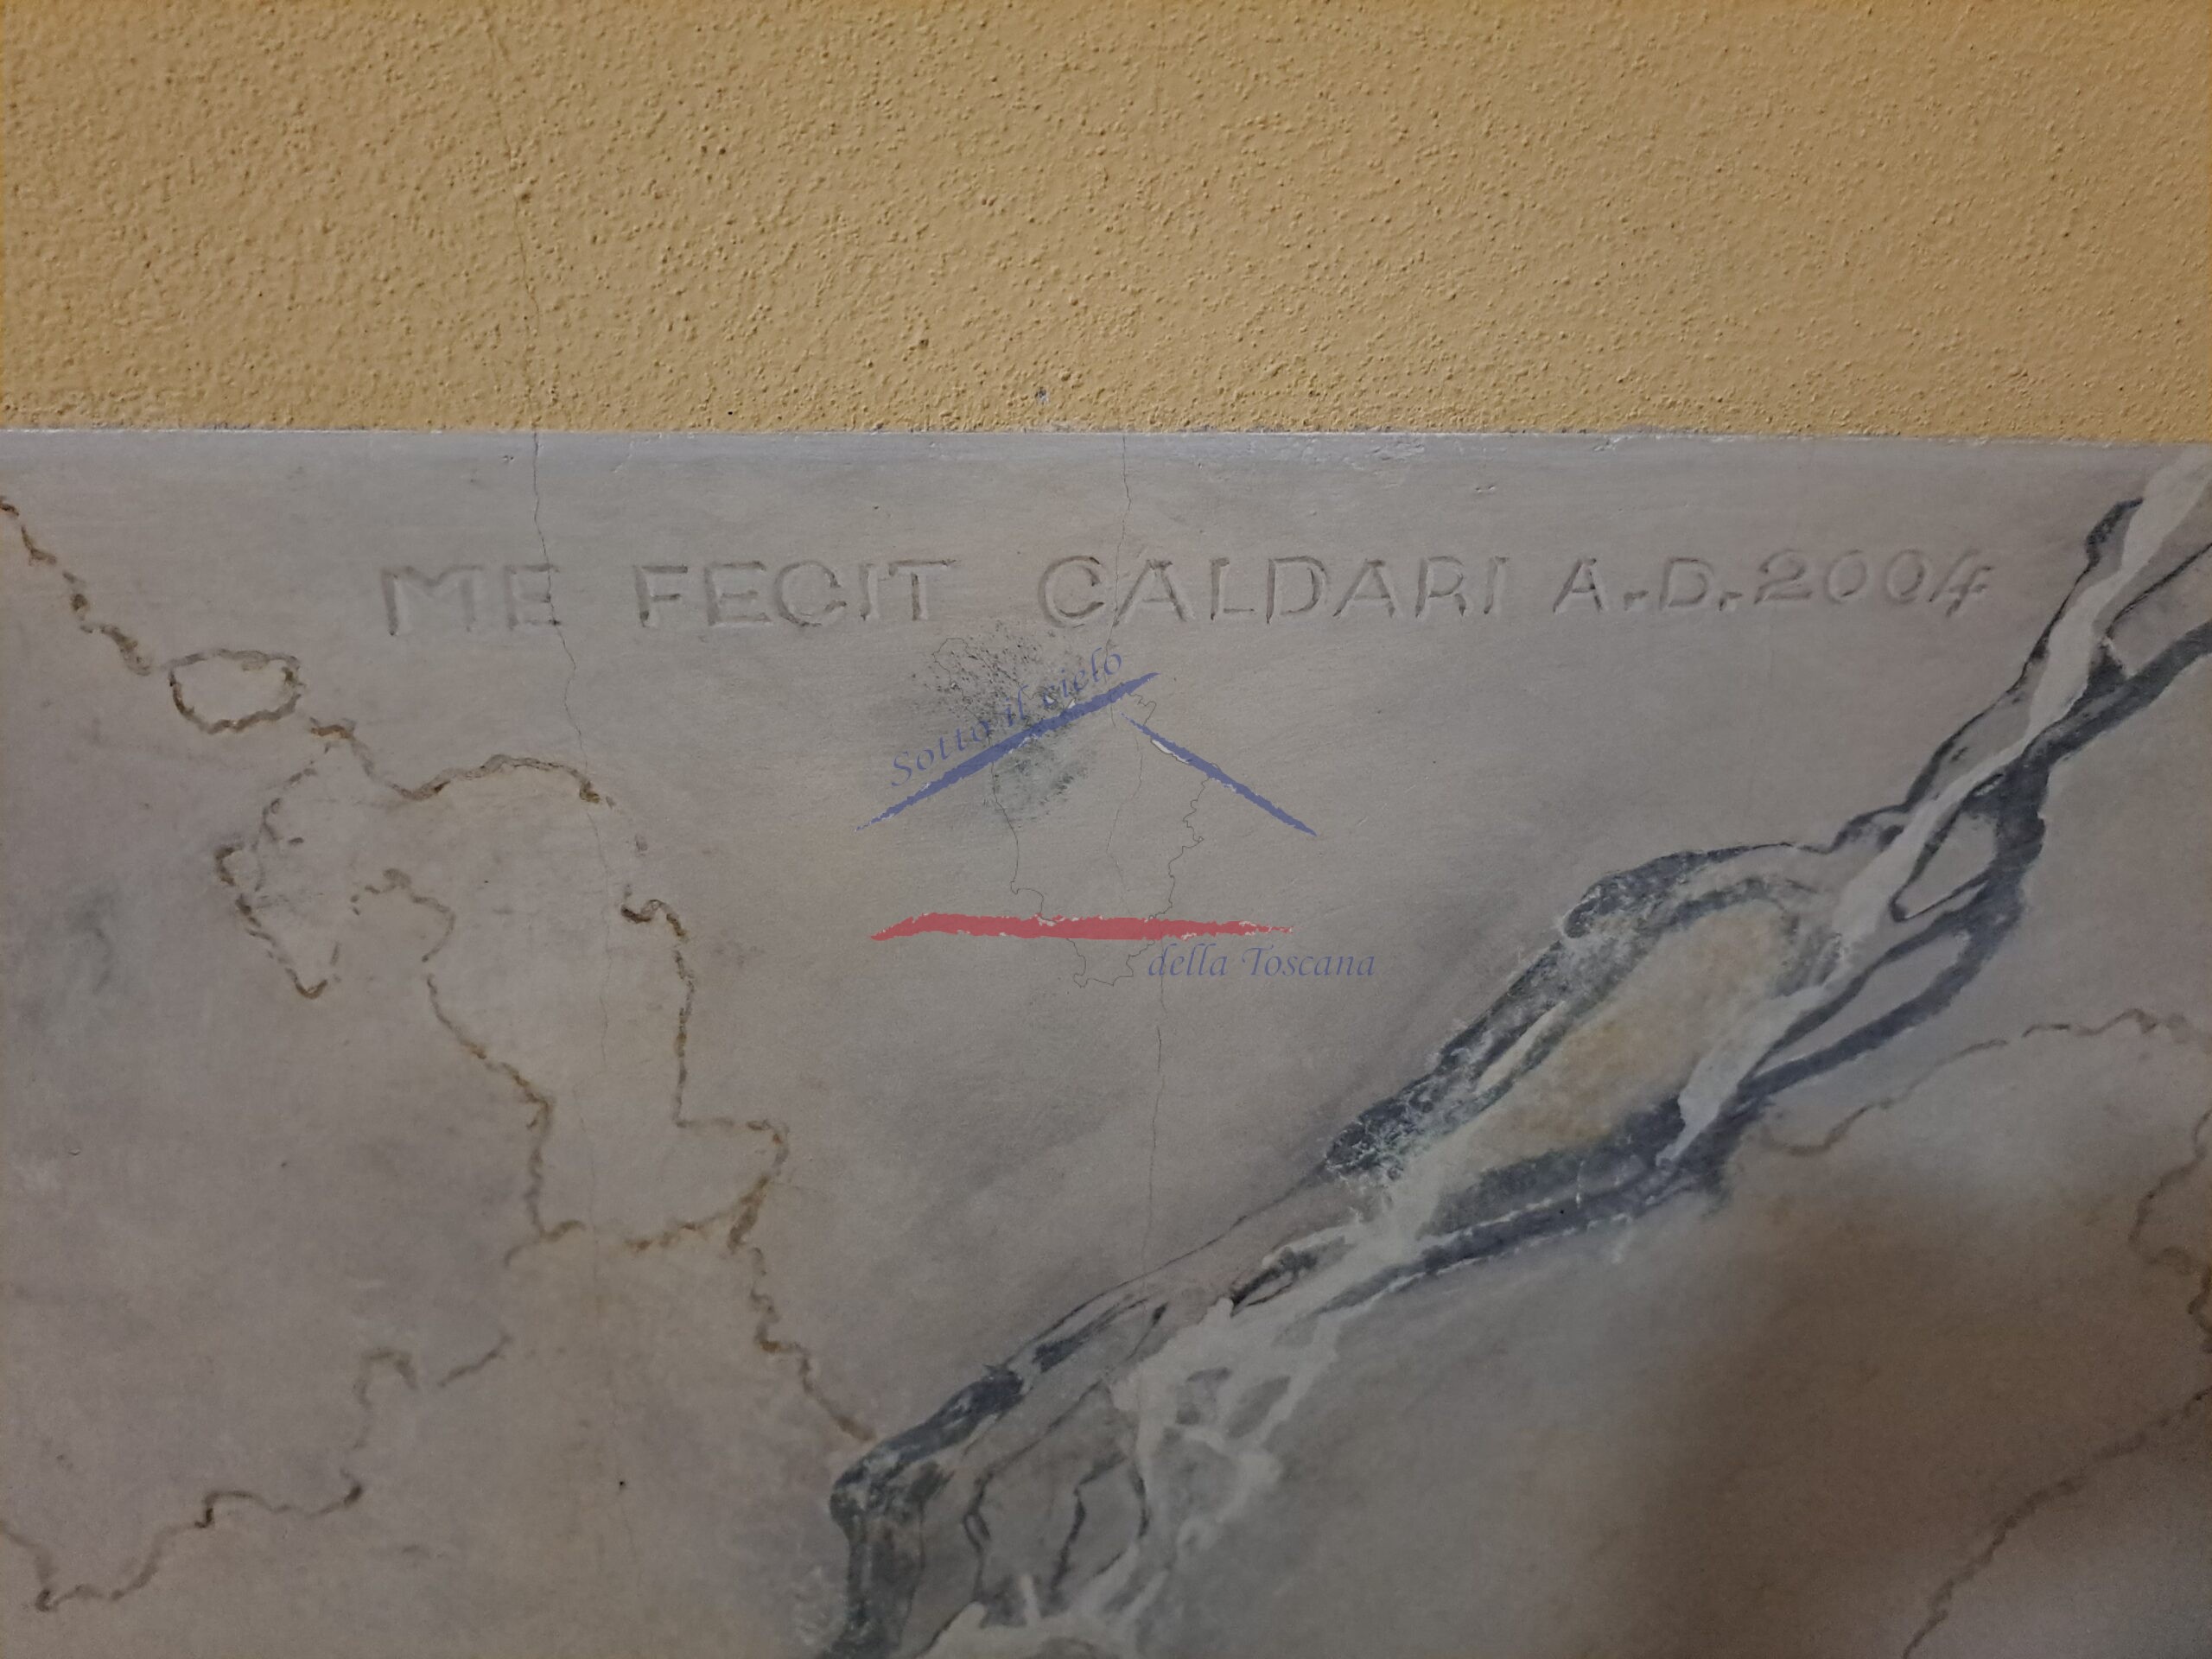 ME FECIT CALDARI A.D. 2004
Sotto il cielo
della Toscana